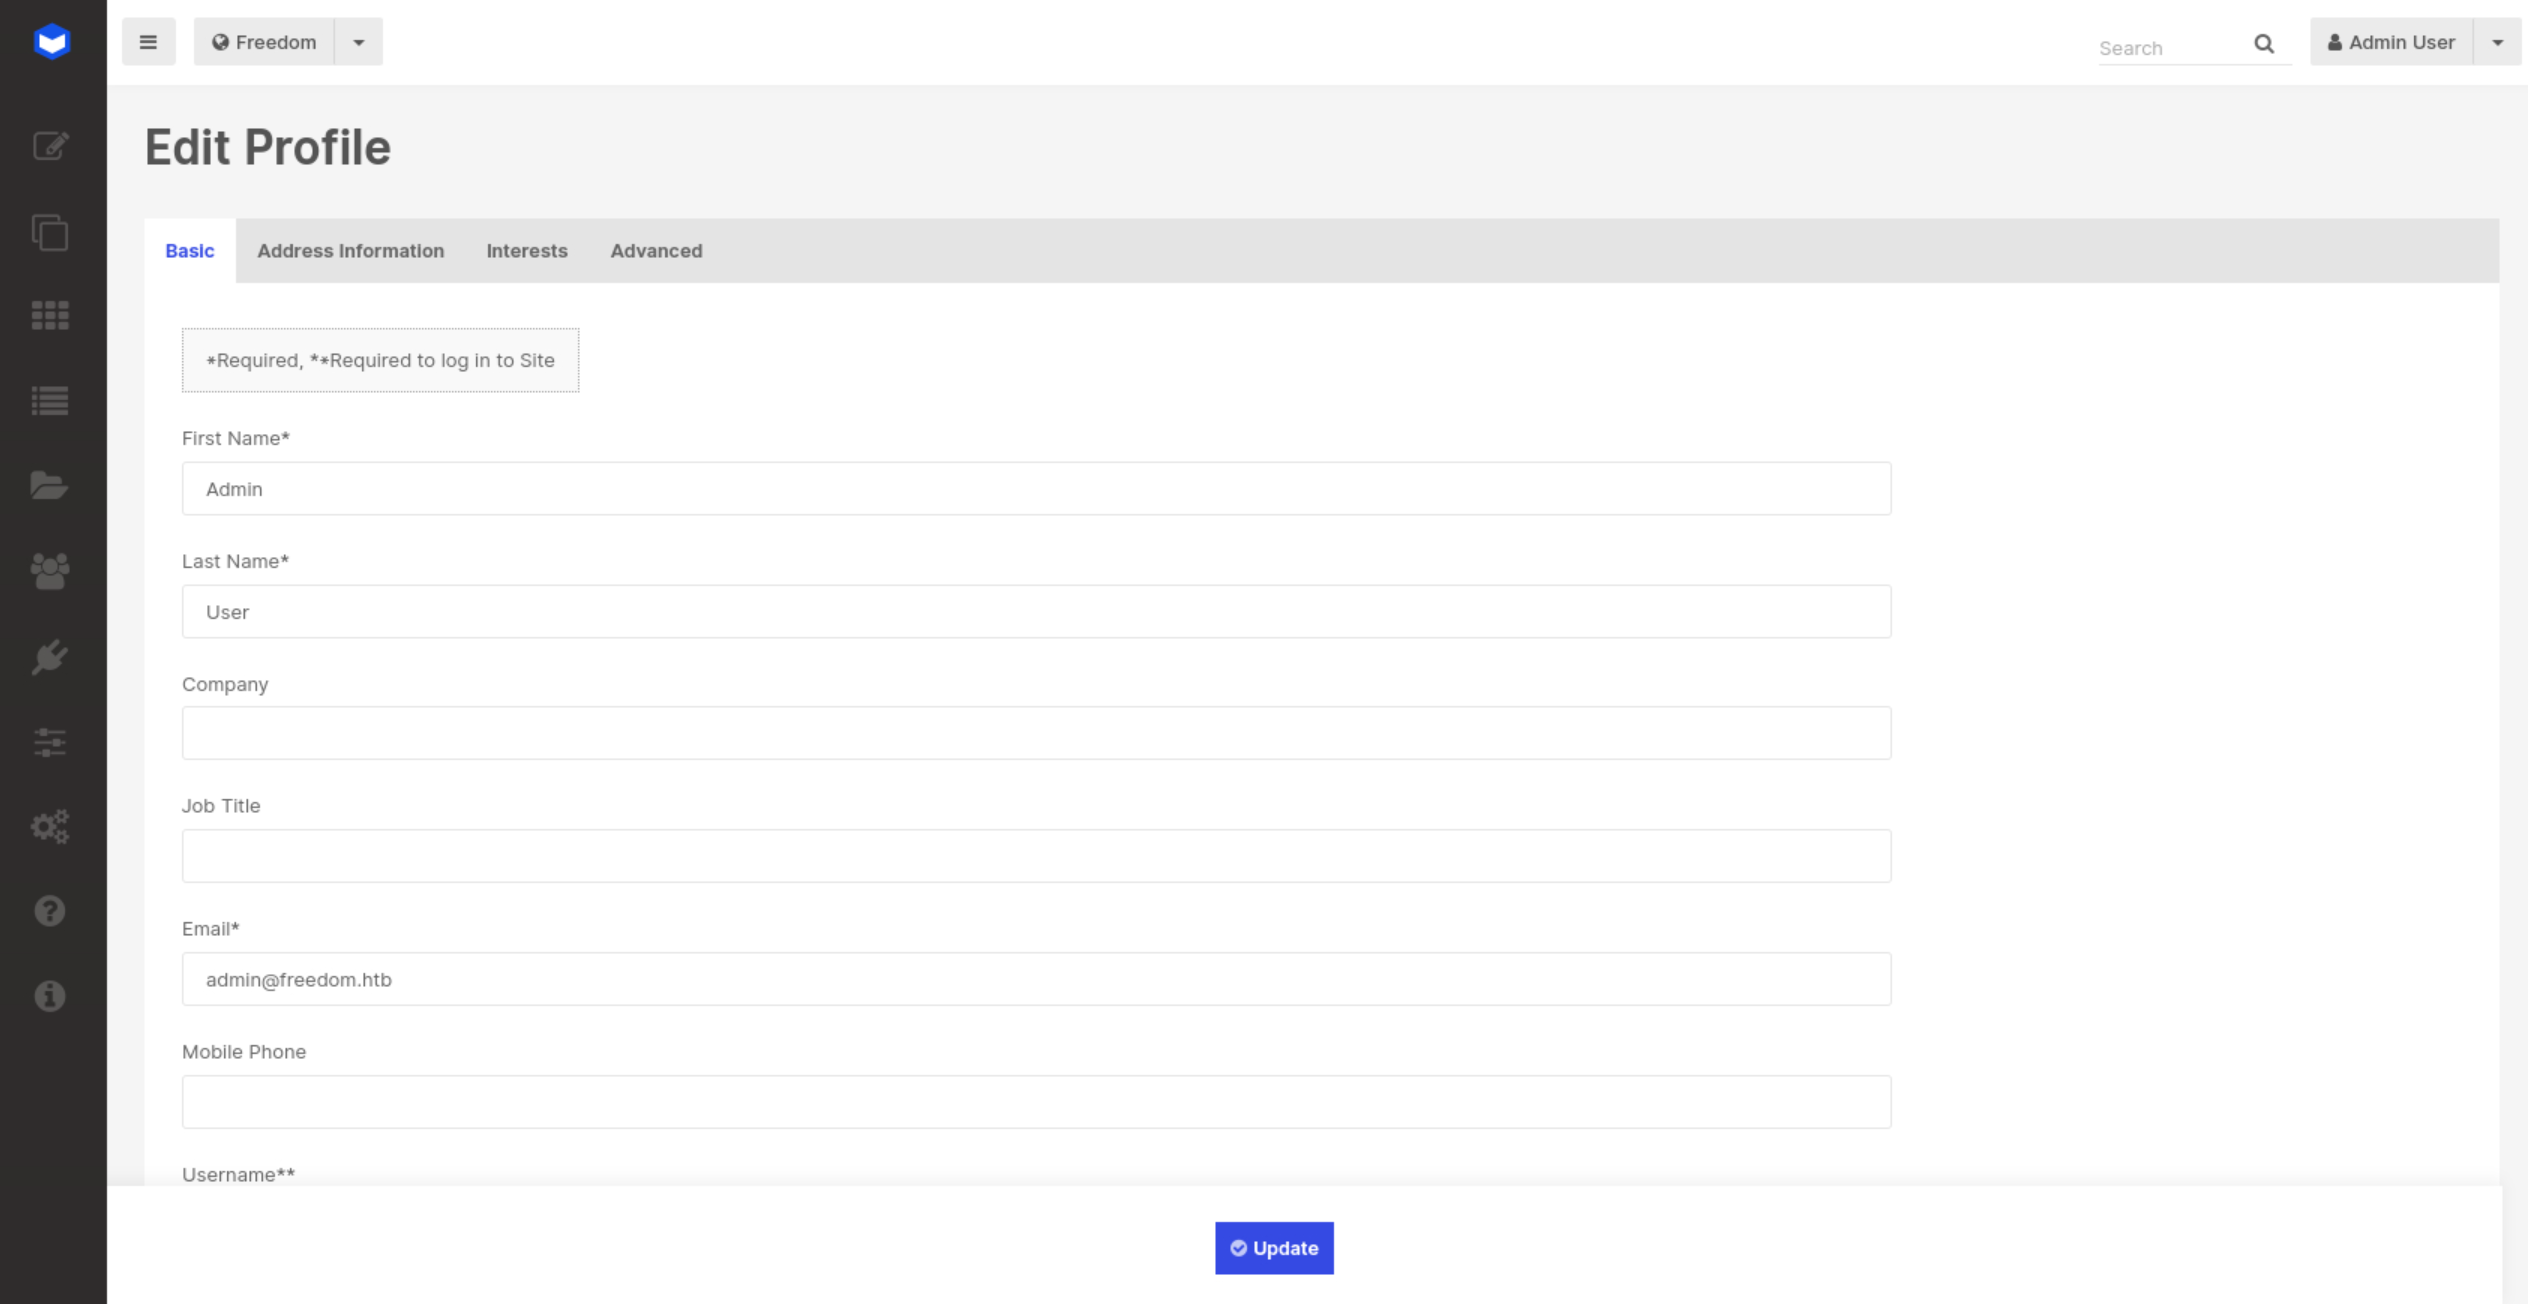 Freedom
Search
Admin User
Edit Profile
Basic Address Information Interests Advanced
*Required, **Required to log in to Site
First Name*
Admin
Last Name*
User
Company
Job Title
Email*
admin@freedom.htb
Mobile Phone
Username**
Update